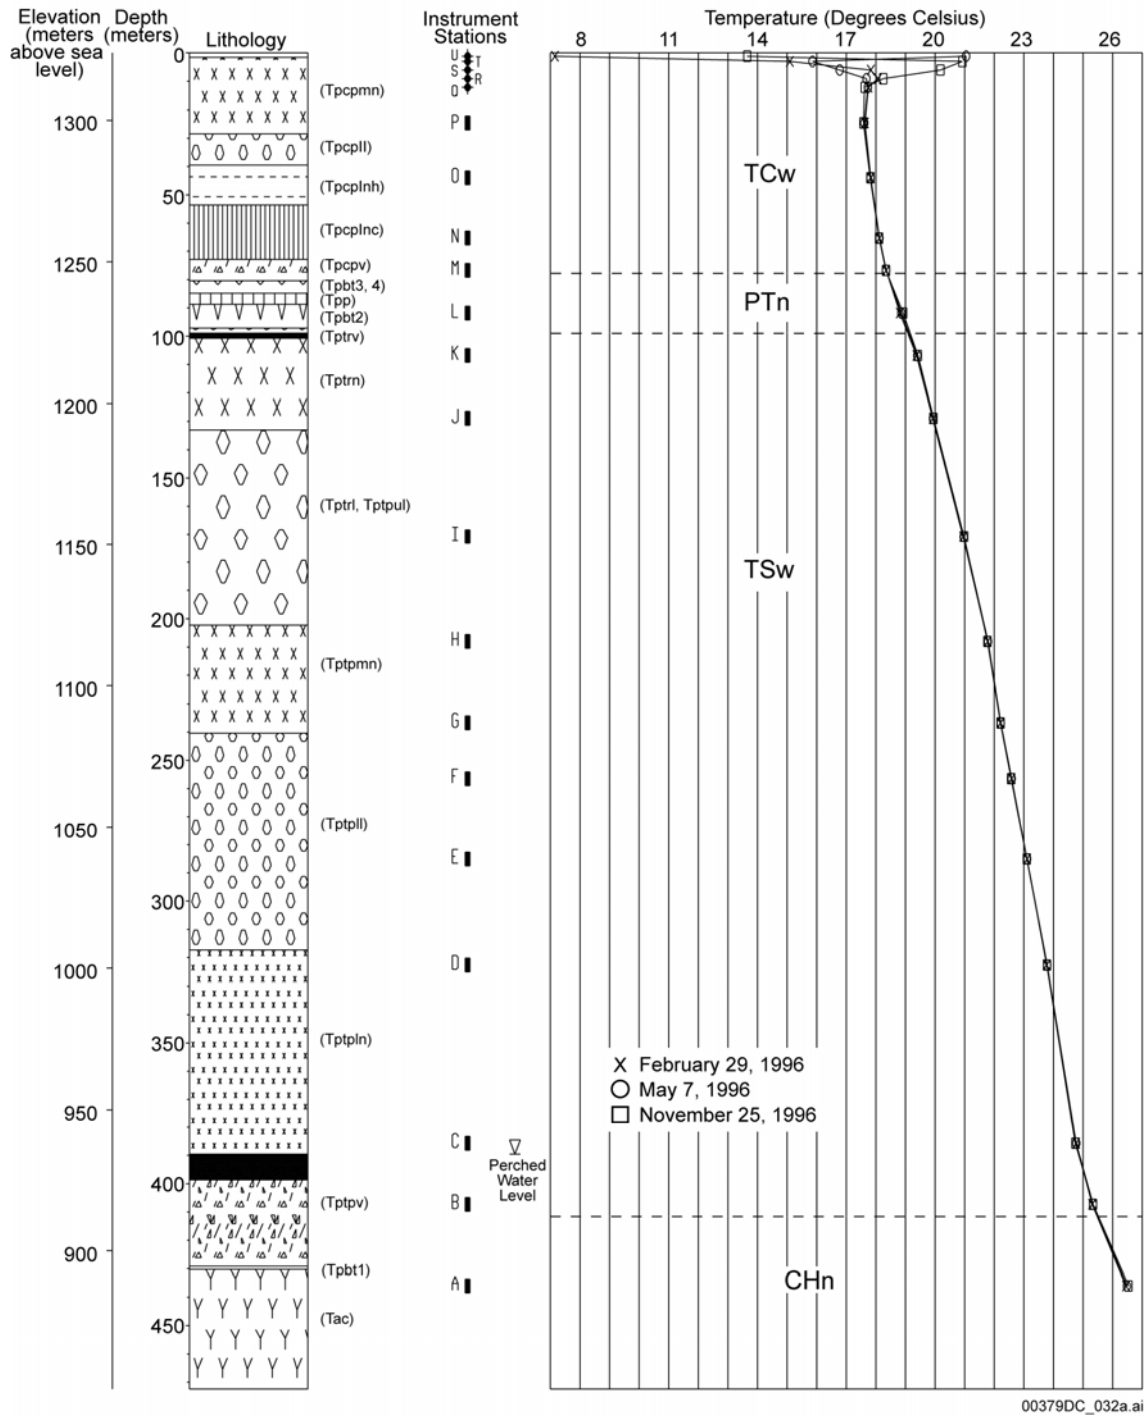 Elevation
(meters
above sea
level)
Depth
(meters)
Lithology
Instrument
Stations
Temperature (Degrees Celsius)
8 11 14 17 20 23 26
0
50
100
150
200
250
300
350
400
450
1300
1250
1200
1150
1100
1050
1000
950
900
(Tpcpmn)
(Tpcpll)
(Tpcplnh)
(Tpcplnc)
(Tpcpv)
(Tpbt3, 4)
(Tpp)
(Tpbt2)
(Tptrv)
(Tptrn)
(Tptrl, Tptpul)
(Tptpmn)
(Tptpll)
(Tptpln)
(Tptpv)
(Tpbt1)
(Tac)
U
T
S
R
Q
P
O
N
M
L
K
J
I
H
G
F
E
D
C
B
A
Perched
Water
Level
TCw
PTn
TSw
CHn
X February 29, 1996
May 7, 1996
November 25, 1996
00379DC_032a.ai